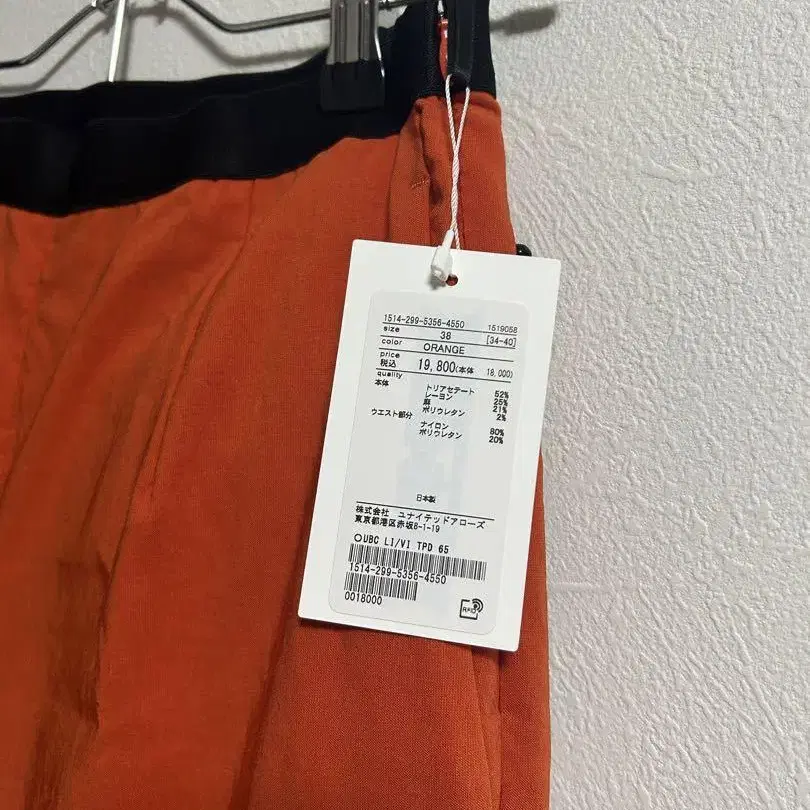 1514-299-5356-4550 1519058
size 38 [34-40]
color ORANGE
price
税込 19,800(本体 18,000)
quality
本体 トリアセテート 52%
レーヨン 25%
麻 21%
ポリウレタン 2%
ウエスト部分
ナイロン 80%
ポリウレタン 20%
日本製
株式会社 ユナイテッドアローズ
東京都港区赤坂8-1-19
○UBC LI/VI TPD 65
1514-299-5356-4550
0018000
RFID